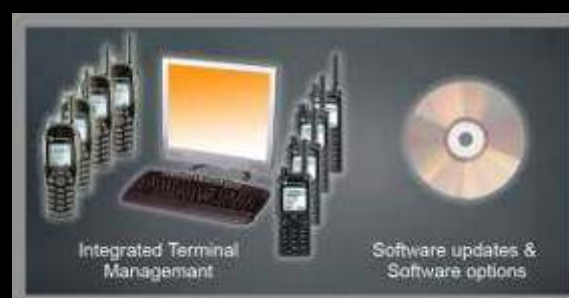 Integrated Terminal
Managemant
Software updates &
Software options